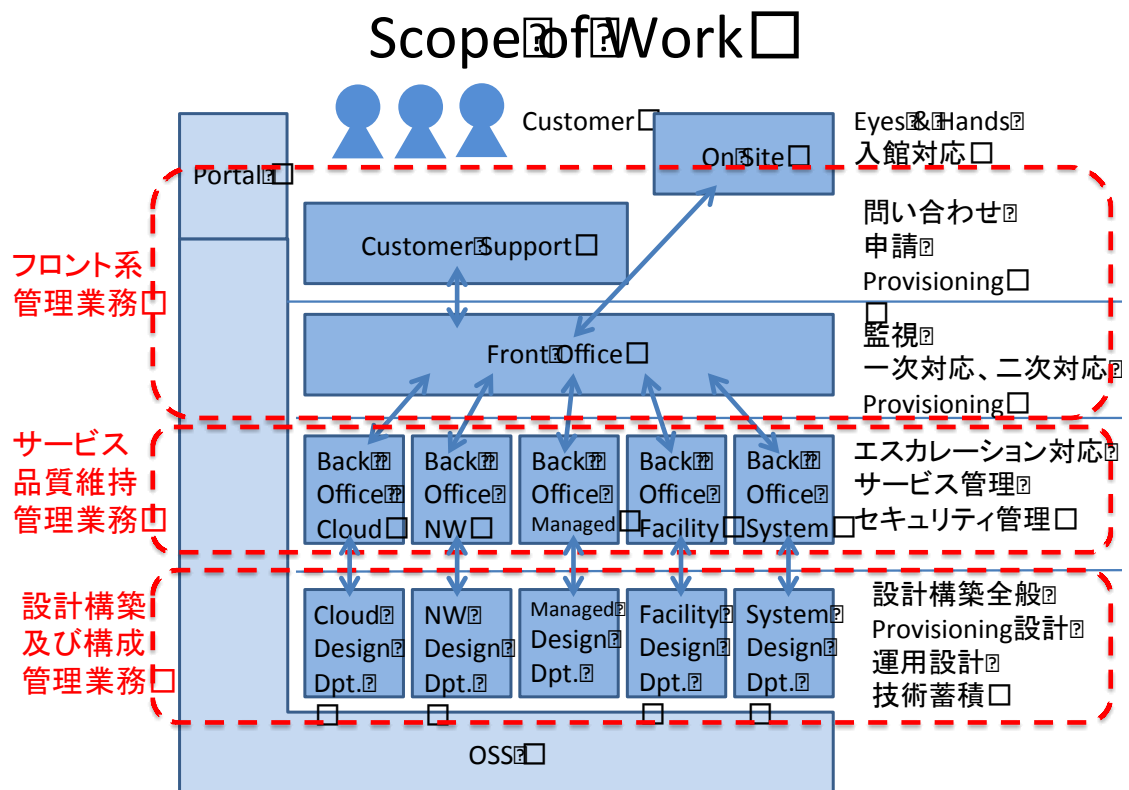 Scope of Work
Customer
On Site
Eyes & Hands
入館対応
Portal
Customer Support
問い合わせ
申請
Provisioning
フロント系
管理業務
Front Office
監視
一次対応、二次対応
Provisioning
サービス
品質維持
管理業務
Back
Office
Cloud
Back
Office
NW
Back
Office
Managed
Back
Office
Facility
Back
Office
System
エスカレーション対応
サービス管理
セキュリティ管理
設計構築
及び構成
管理業務
Cloud
Design
Dpt.
NW
Design
Dpt.
Managed
Design
Dpt.
Facility
Design
Dpt.
System
Design
Dpt.
設計構築全般
Provisioning設計
運用設計
技術蓄積
OSS